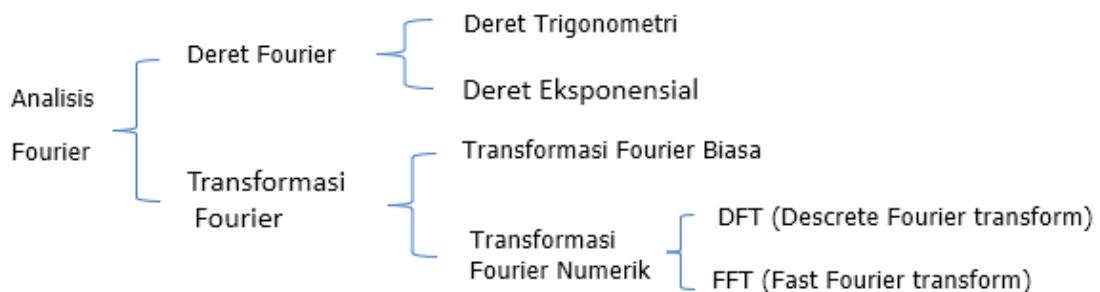 Analisis
Fourier
Deret Fourier
Deret Trigonometri
Deret Eksponensial
Transformasi
Fourier
Transformasi Fourier Biasa
Transformasi
Fourier Numerik
DFT (Descrete Fourier transform)
FFT (Fast Fourier transform)